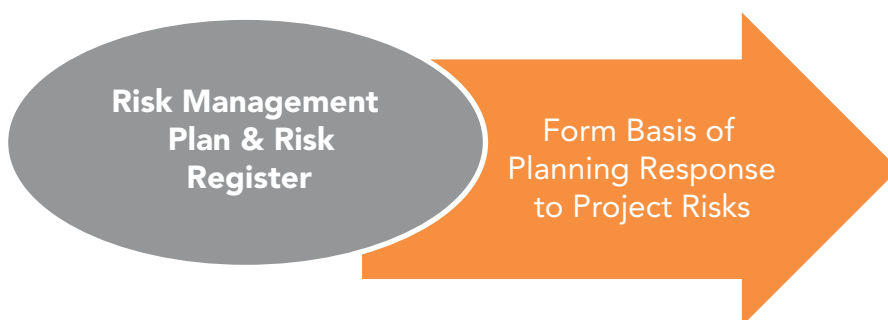 Risk Management
Plan & Risk
Register
Form Basis of
Planning Response
to Project Risks